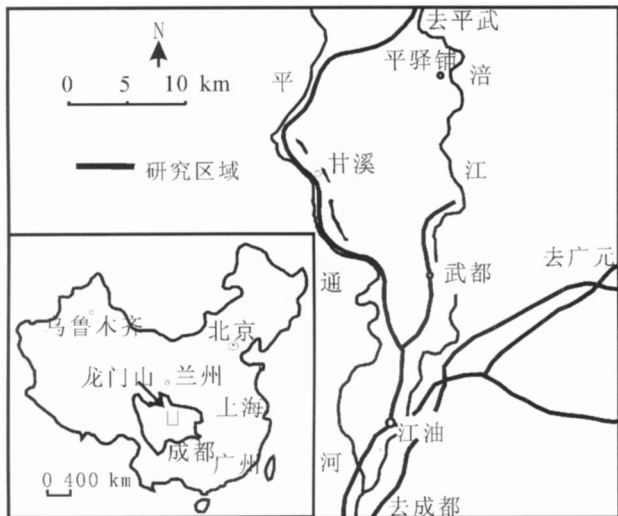 去平武
N
平驿铺
平
涪
0 5 10 km
甘溪
研究区域
江
去广元
通
武都
乌鲁木齐
北京
龙门山
兰州
上海
成都
广州
江油
河
0 400 km
去成都